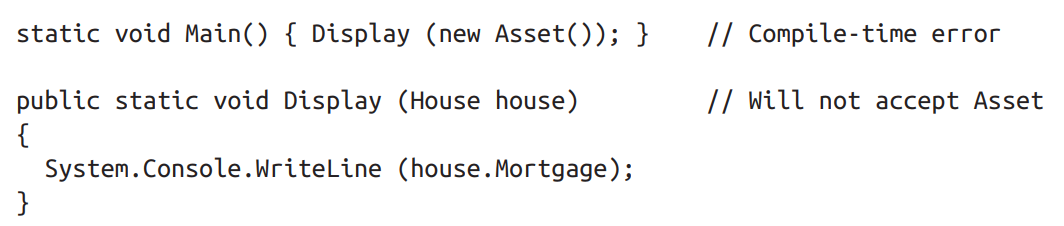 static void Main() { Display (new Asset()); }    // Compile-time error
public static void Display (House house)         // Will not accept Asset
{
  System.Console.WriteLine (house.Mortgage);
}